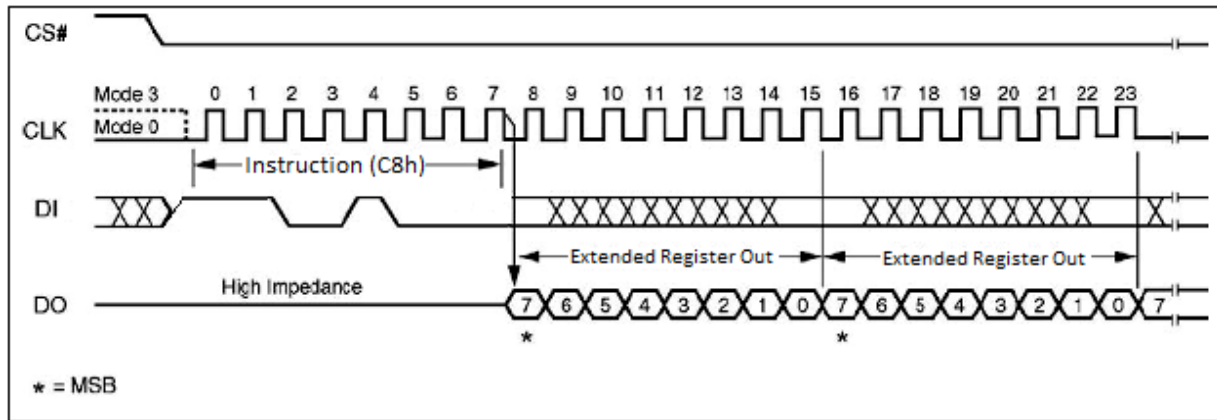 CS#
Mode 3 0 1 2 3 4 5 6 7 8 9 10 11 12 13 14 15 16 17 18 19 20 21 22 23
CLK Mode 0
Instruction (C8h)
DI
Extended Register Out Extended Register Out
High Impedance
DO 7 6 5 4 3 2 1 0 7 6 5 4 3 2 1 0 7
* *
* = MSB